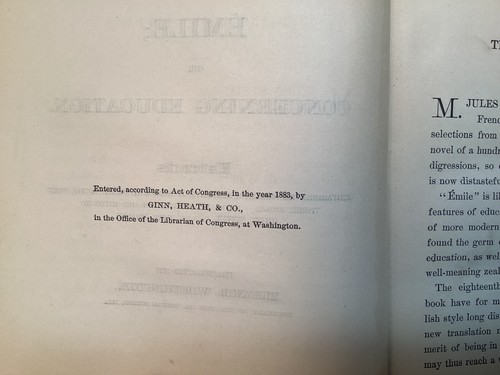 Entered, according to Act of Congress, in the year 1883, by
GINN, HEATH, & CO.,
in the Office of the Librarian of Congress, at Washington.
M. JULES
Frenc
selections from
novel of a hundr
digressions, so
is now distastefu
"Émile" is li
features of educ
of more modern
found the germ
education, as wel
well-meaning zea
The eighteenth
book have for m
lish style long dis
new translation
merit of being in
may thus reach a